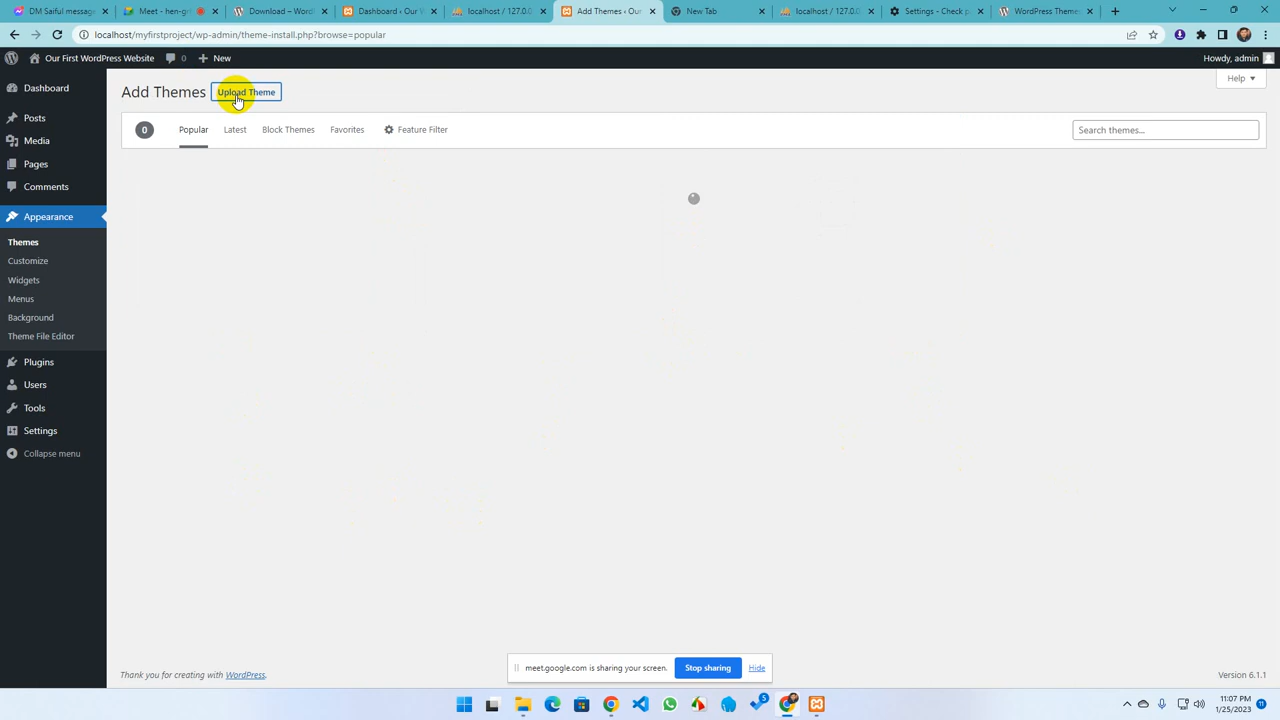 DM Saiful messag
Meet - hen-get
Download – Word
Dashboard ‹ Our W
localhost / 127.0.0
Add Themes ‹ Our
New Tab
localhost / 127.0.0
Settings - Check p
WordPress Themes
localhost/myfirstproject/wp-admin/theme-install.php?browse=popular
Our First WordPress Website
0
New
Howdy, admin
Dashboard
Posts
Media
Pages
Comments
Appearance
Themes
Customize
Widgets
Menus
Background
Theme File Editor
Plugins
Users
Tools
Settings
Collapse menu
Add Themes
Upload Theme
Help
0
Popular
Latest
Block Themes
Favorites
Feature Filter
Search themes...
meet.google.com is sharing your screen.
Stop sharing
Hide
Thank you for creating with WordPress.
Version 6.1.1
5
11:07 PM
1/25/2023